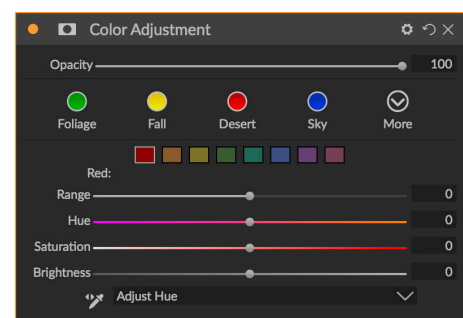 Color Adjustment
Opacity 100
Foliage Fall Desert Sky More
Red:
Range 0
Hue 0
Saturation 0
Brightness 0
Adjust Hue